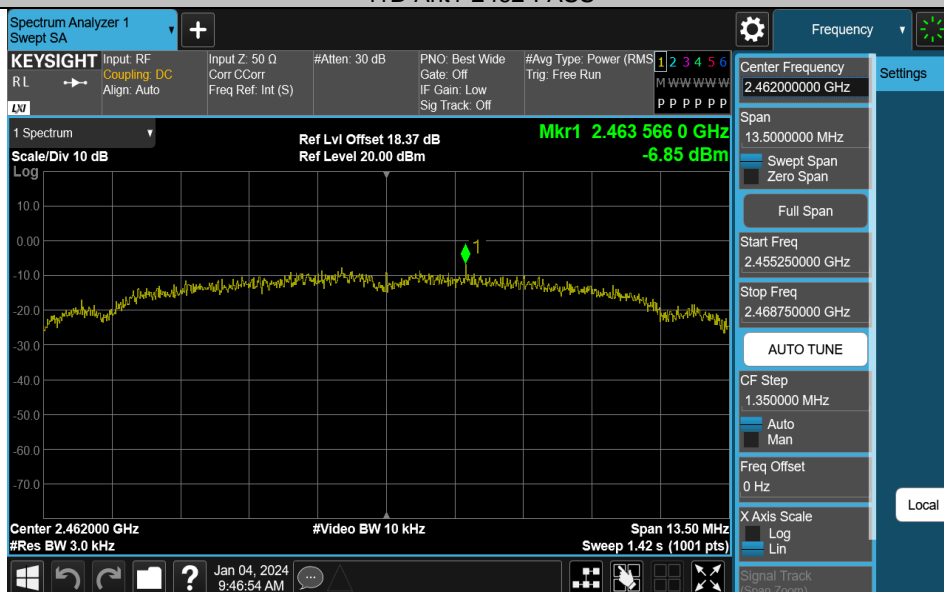 Spectrum Analyzer 1
Swept SA
+
Frequency
KEYSIGHT
RL
LXI
Input: RF
Coupling: DC
Align: Auto
Input Z: 50 Ω
Corr CCorr
Freq Ref: Int (S)
#Atten: 30 dB
PNO: Best Wide
Gate: Off
IF Gain: Low
Sig Track: Off
#Avg Type: Power (RMS
Trig: Free Run
1 2 3 4 5 6
M W W W W W
P P P P P P
Center Frequency
2.462000000 GHz
Settings
1 Spectrum
Scale/Div 10 dB
Log
Ref Lvl Offset 18.37 dB
Ref Level 20.00 dBm
Mkr1 2.463 566 0 GHz
-6.85 dBm
10.0
0.00
-10.0
-20.0
-30.0
-40.0
-50.0
-60.0
-70.0
1
Center 2.462000 GHz
#Res BW 3.0 kHz
#Video BW 10 kHz
Span 13.50 MHz
Sweep 1.42 s (1001 pts)
Span
13.5000000 MHz
Swept Span
Zero Span
Full Span
Start Freq
2.455250000 GHz
Stop Freq
2.468750000 GHz
AUTO TUNE
CF Step
1.350000 MHz
Auto
Man
Freq Offset
0 Hz
X Axis Scale
Log
Lin
Signal Track
(Span Zoom)
Local
?
Jan 04, 2024
9:46:54 AM